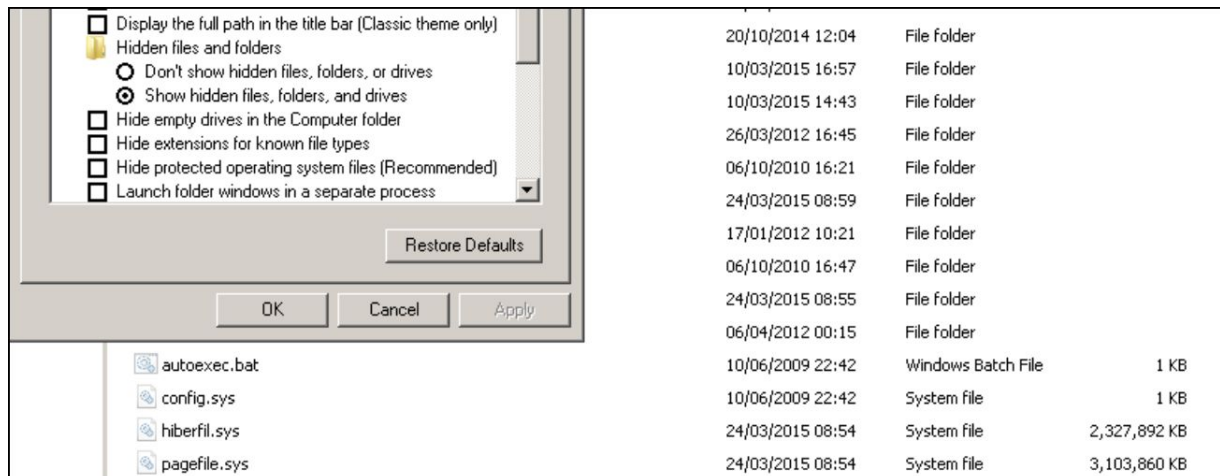 Display the full path in the title bar (Classic theme only)
Hidden files and folders
Don't show hidden files, folders, or drives
Show hidden files, folders, and drives
Hide empty drives in the Computer folder
Hide extensions for known file types
Hide protected operating system files (Recommended)
Launch folder windows in a separate process
Restore Defaults
OK Cancel Apply
20/10/2014 12:04 File folder
10/03/2015 16:57 File folder
10/03/2015 14:43 File folder
26/03/2012 16:45 File folder
06/10/2010 16:21 File folder
24/03/2015 08:59 File folder
17/01/2012 10:21 File folder
06/10/2010 16:47 File folder
24/03/2015 08:55 File folder
06/04/2012 00:15 File folder
autoexec.bat 10/06/2009 22:42 Windows Batch File 1 KB
config.sys 10/06/2009 22:42 System file 1 KB
hiberfil.sys 24/03/2015 08:54 System file 2,327,892 KB
pagefile.sys 24/03/2015 08:54 System file 3,103,860 KB